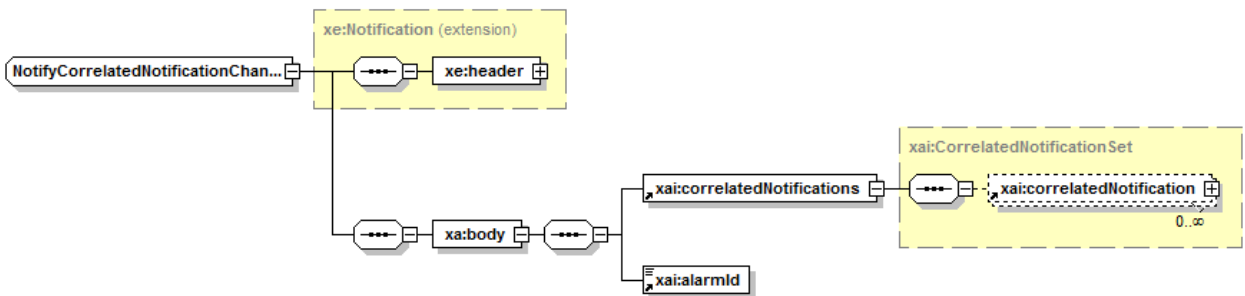 xe:Notification (extension)
NotifyCorrelatedNotificationChan...
xe:header
xai:CorrelatedNotificationSet
xai:correlatedNotifications
xai:correlatedNotification
0..∞
xa:body
xai:alarmId